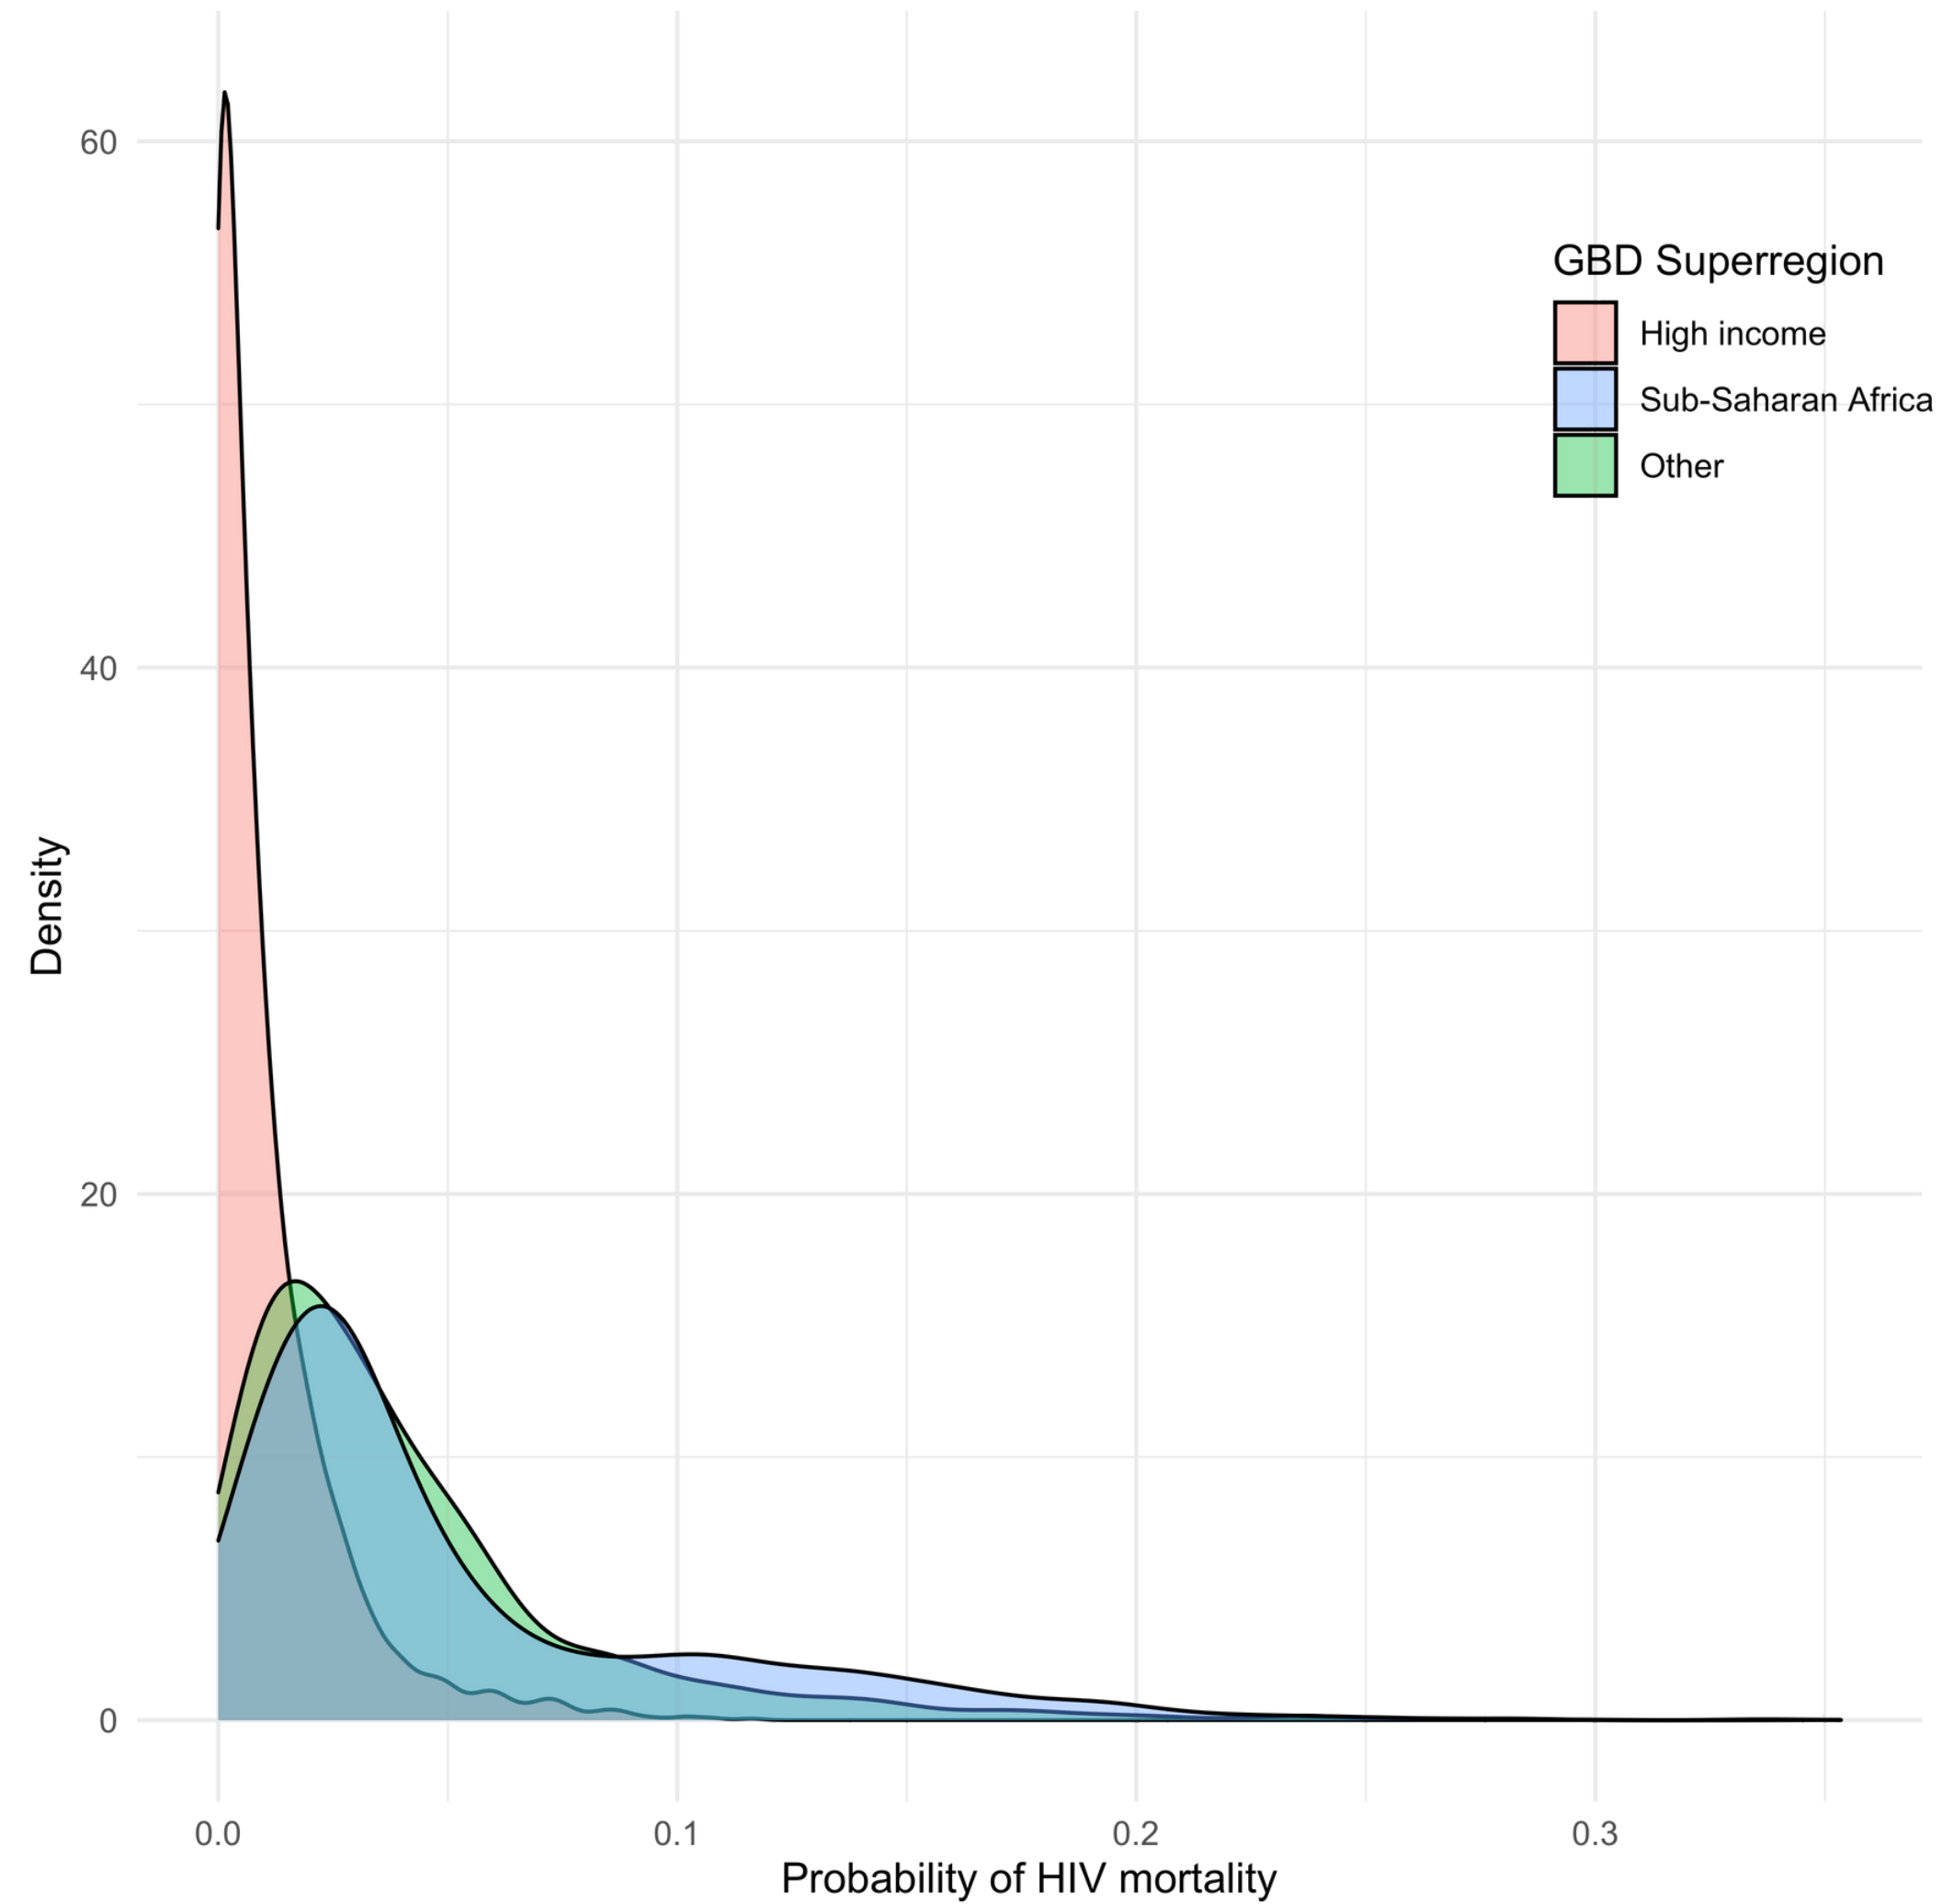 60
40
20
0
Density
GBD Superregion
High income
Sub-Saharan Africa
Other
0.0 0.1 0.2 0.3
Probability of HIV mortality